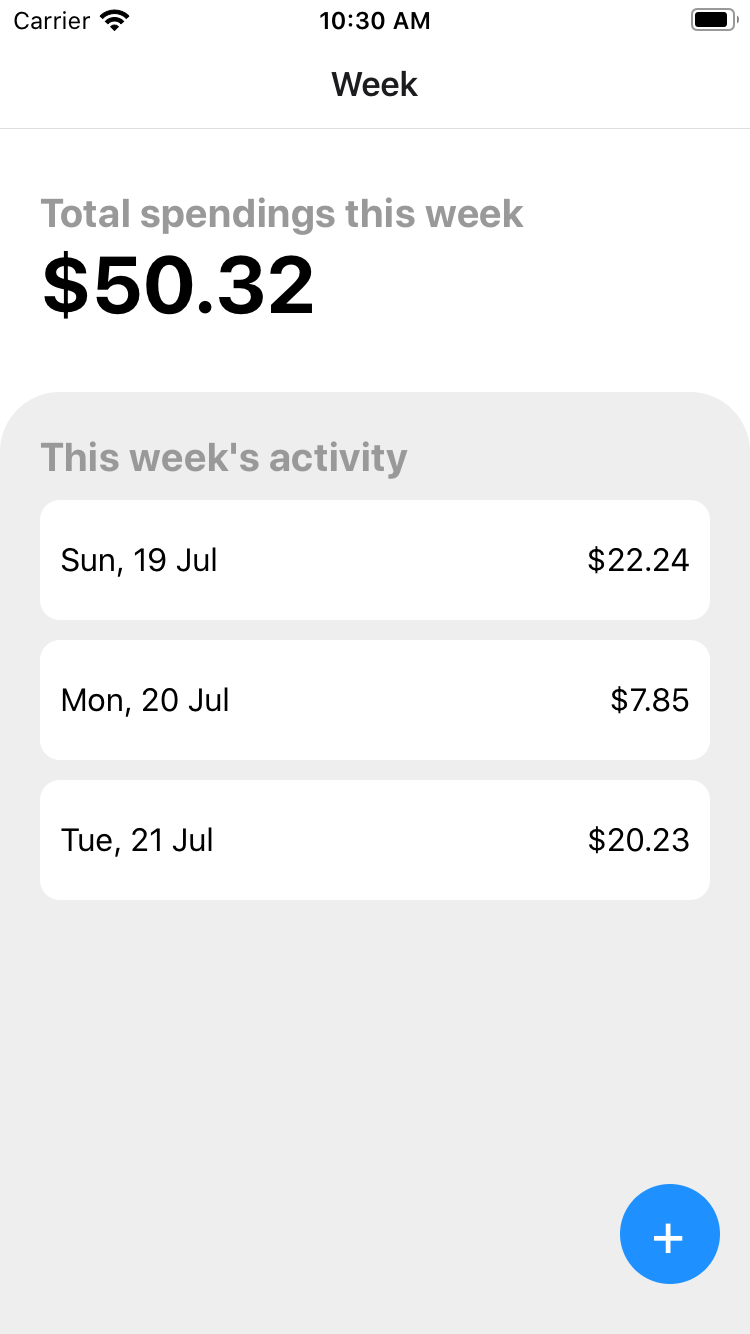 Carrier 10:30 AM
Week
Total spendings this week
$50.32
This week's activity
Sun, 19 Jul $22.24
Mon, 20 Jul $7.85
Tue, 21 Jul $20.23
+